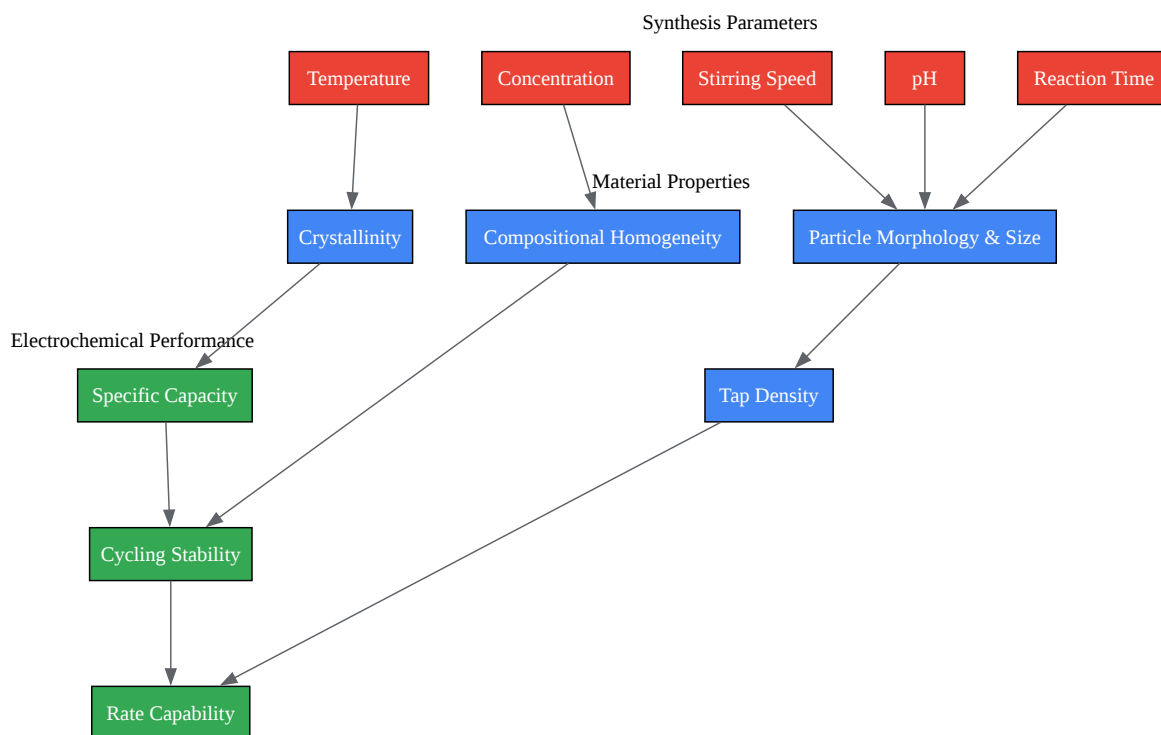 Synthesis Parameters
Temperature
Concentration
Stirring Speed
pH
Reaction Time
Material Properties
Crystallinity
Compositional Homogeneity
Particle Morphology & Size
Electrochemical Performance
Specific Capacity
Tap Density
Cycling Stability
Rate Capability